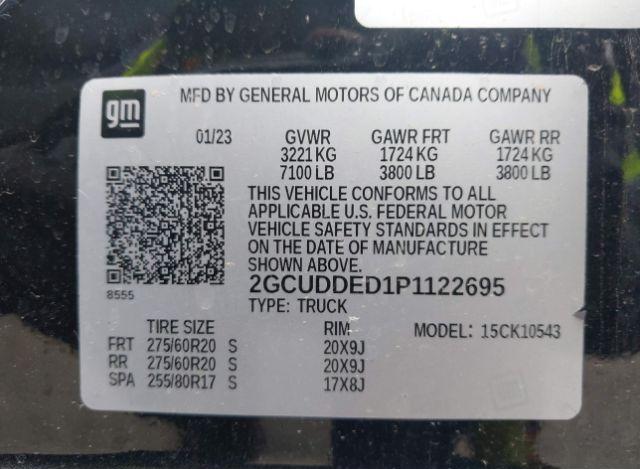 gm
MFD BY GENERAL MOTORS OF CANADA COMPANY
01/23 GVWR GAWR FRT GAWR RR
3221 KG 1724 KG 1724 KG
7100 LB 3800 LB 3800 LB
THIS VEHICLE CONFORMS TO ALL
APPLICABLE U.S. FEDERAL MOTOR
VEHICLE SAFETY STANDARDS IN EFFECT
ON THE DATE OF MANUFACTURE
SHOWN ABOVE.
8555
2GCUDDED1P1122695
TYPE: TRUCK
TIRE SIZE RIM MODEL: 15CK10543
FRT 275/60R20 S 20X9J
RR 275/60R20 S 20X9J
SPA 255/80R17 S 17X8J